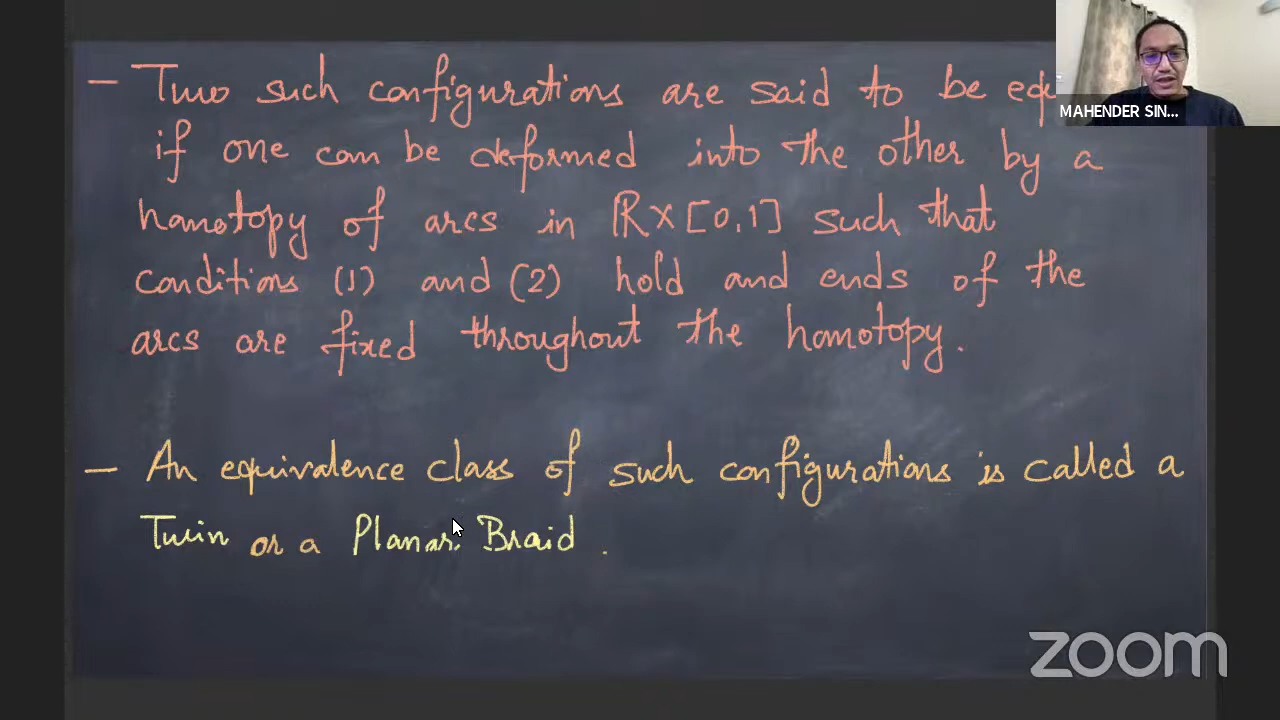 – Two such configurations are said to be equ
if one can be deformed into the other by a
homotopy of arcs in ℝ×[0,1] such that
conditions (1) and (2) hold and ends of the
arcs are fixed throughout the homotopy.
– An equivalence class of such configurations is called a
Twin or a Planar Braid.
MAHENDER SIN...
zoom